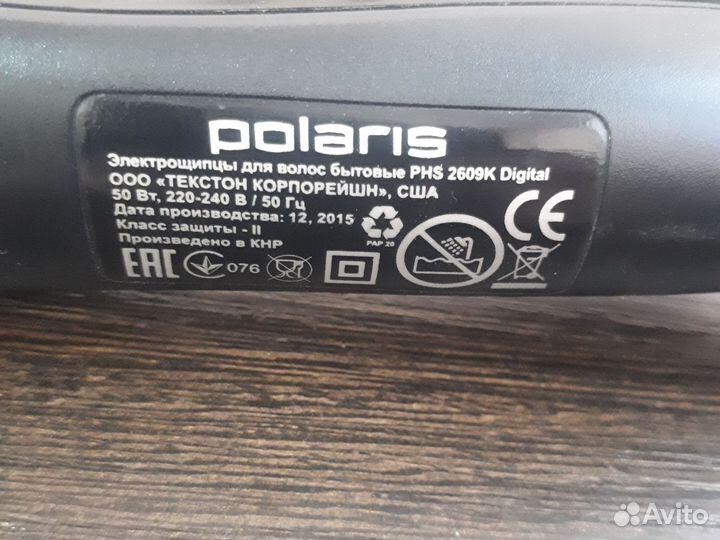 polaris
Электрощипцы для волос бытовые PHS 2609K Digital
ООО «ТЕКСТОН КОРПОРЕЙШН», США
50 Вт, 220-240 В / 50 Гц
Дата производства: 12, 2015
Класс защиты - II
Произведено в КНР
PAP 20
EAC 076 CE
Avito